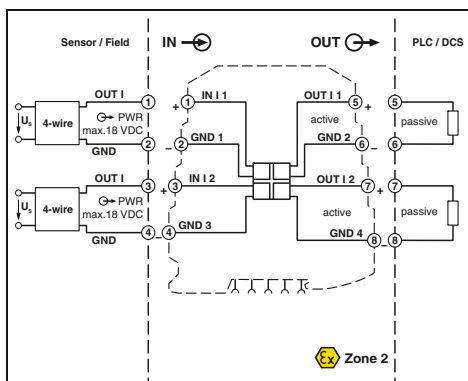 Sensor / Field IN OUT PLC / DCS
OUT I 1 + 1 IN I 1 OUT I 1 5 + 5
U_S 4-wire PWR max.18 VDC active passive
GND 2 − 2 GND 1 GND 2 6 − 6
OUT I 3 + 3 IN I 2 OUT I 2 7 + 7
U_S 4-wire PWR max.18 VDC active passive
GND 4 − 4 GND 3 GND 4 8 − 8
Ex Zone 2